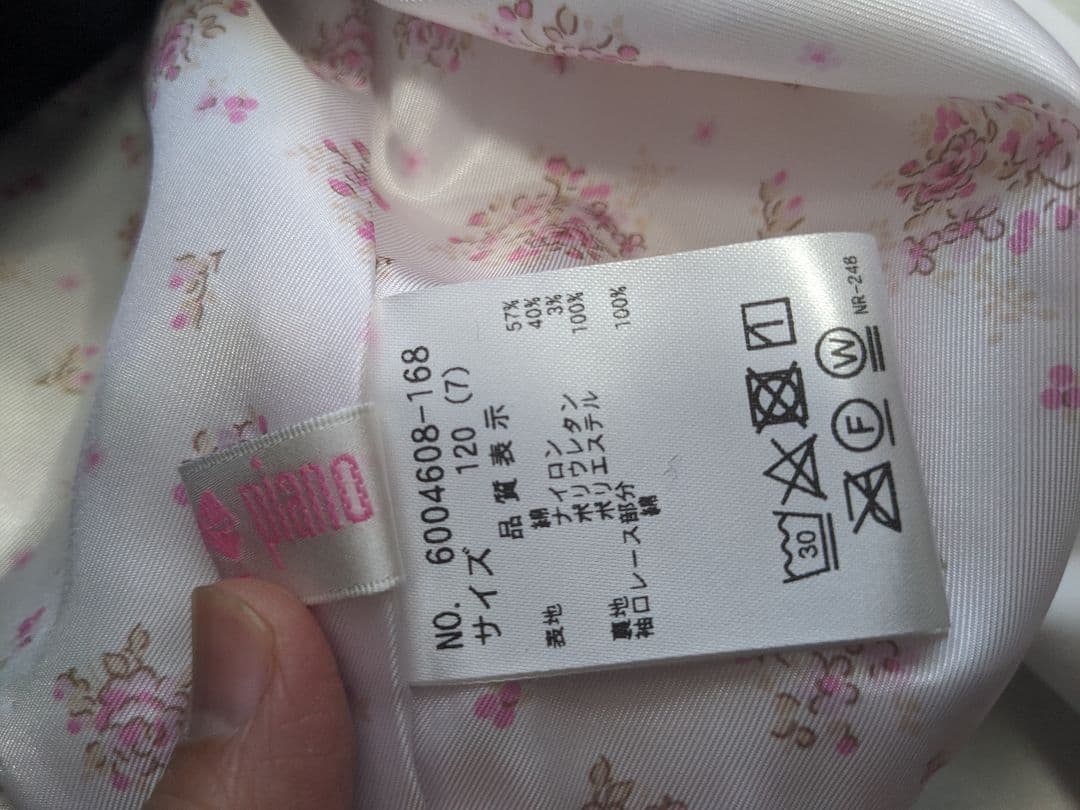 piano
NO. 6004608-168
サイズ 120 (7)
品質表示
表地 綿 57%
ナイロン 40%
ポリウレタン 3%
裏地 ポリエステル 100%
袖口レース部分
綿 100%
30
F W
NR-246